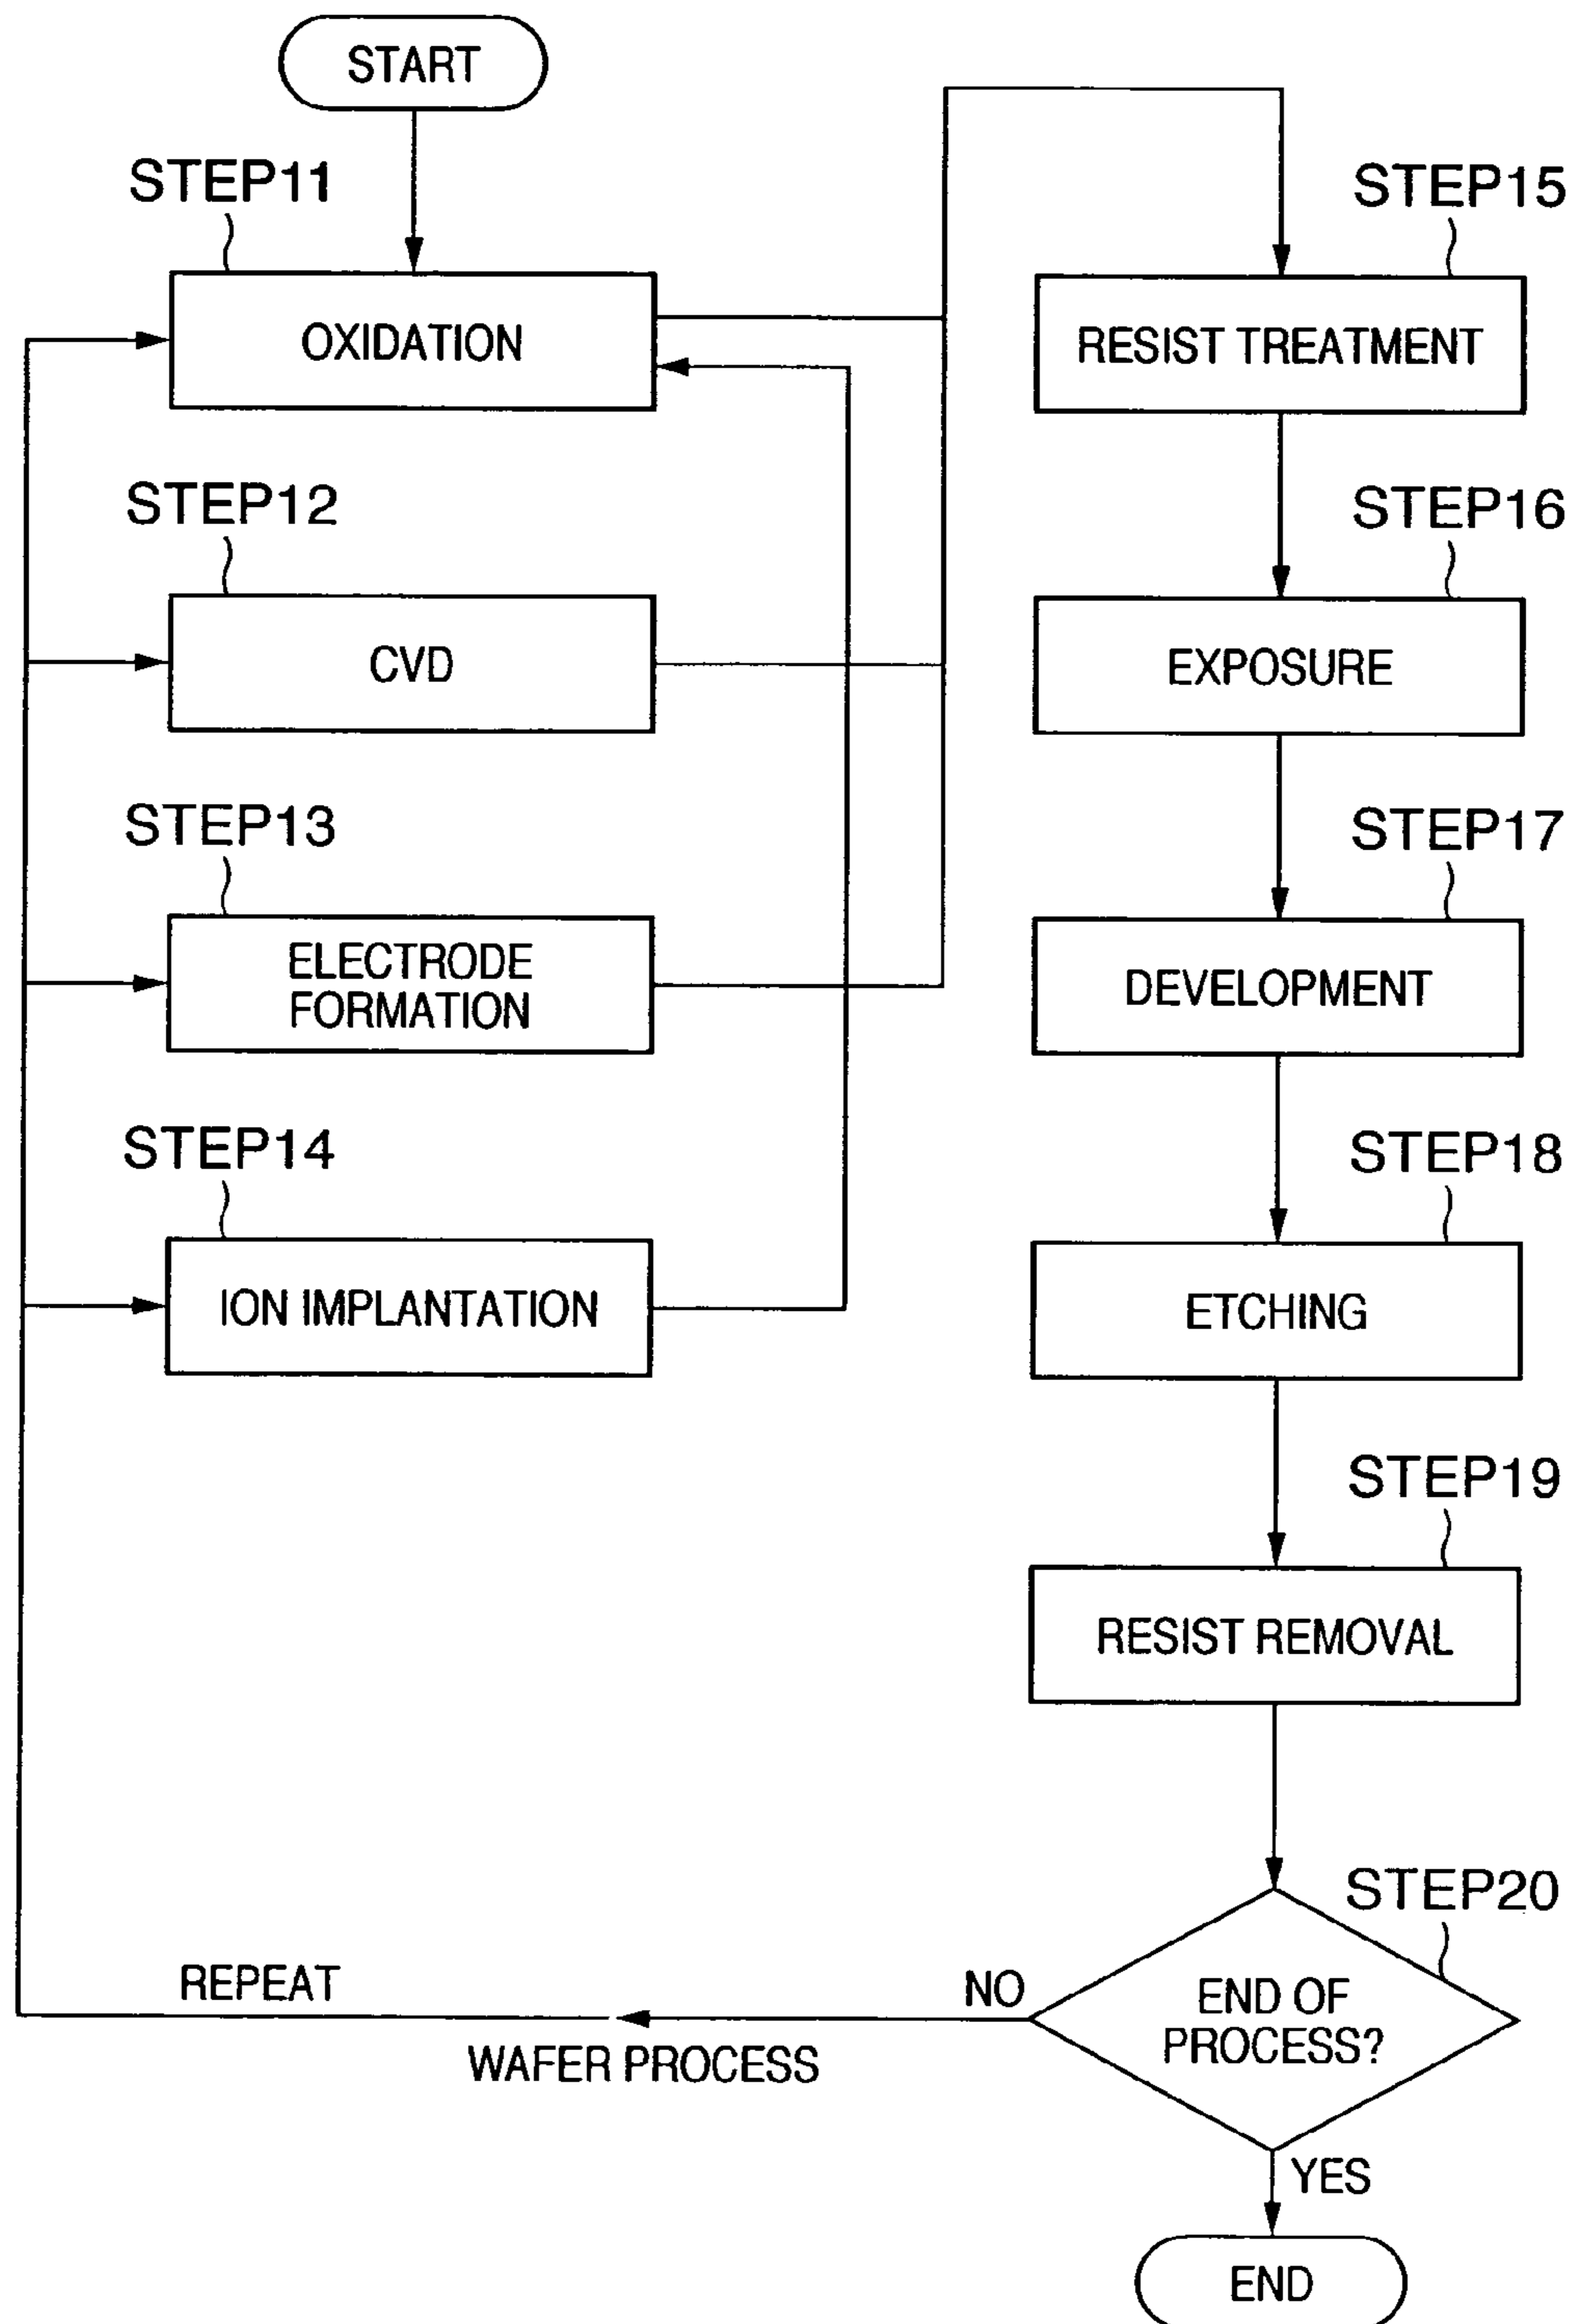 START
STEP11
OXIDATION
STEP12
CVD
STEP13
ELECTRODE
FORMATION
STEP14
ION IMPLANTATION
STEP15
RESIST TREATMENT
STEP16
EXPOSURE
STEP17
DEVELOPMENT
STEP18
ETCHING
STEP19
RESIST REMOVAL
STEP20
END OF
PROCESS?
NO
REPEAT
WAFER PROCESS
YES
END